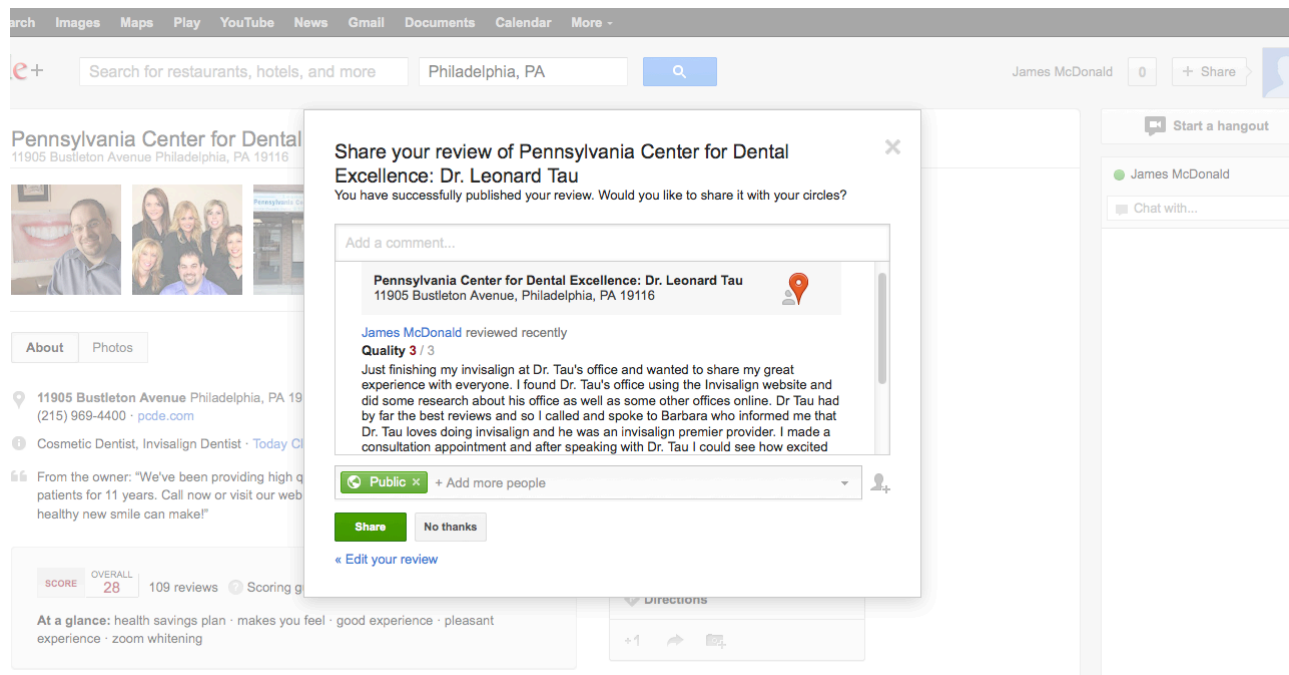 arch Images Maps Play YouTube News Gmail Documents Calendar More
e+ Search for restaurants, hotels, and more Philadelphia, PA James McDonald 0 + Share
Start a hangout
James McDonald
Chat with...
Pennsylvania Center for Dental
11905 Bustleton Avenue Philadelphia, PA 19116
About Photos
11905 Bustleton Avenue Philadelphia, PA 19
(215) 969-4400 · pcde.com
Cosmetic Dentist, Invisalign Dentist · Today Cl
From the owner: "We've been providing high q
patients for 11 years. Call now or visit our web
healthy new smile can make!"
SCORE OVERALL 28 109 reviews Scoring g
At a glance: health savings plan · makes you feel · good experience · pleasant
experience · zoom whitening
Share your review of Pennsylvania Center for Dental
Excellence: Dr. Leonard Tau
You have successfully published your review. Would you like to share it with your circles?
Add a comment...
Pennsylvania Center for Dental Excellence: Dr. Leonard Tau
11905 Bustleton Avenue, Philadelphia, PA 19116
James McDonald reviewed recently
Quality 3 / 3
Just finishing my invisalign at Dr. Tau's office and wanted to share my great
experience with everyone. I found Dr. Tau's office using the Invisalign website and
did some research about his office as well as some other offices online. Dr Tau had
by far the best reviews and so I called and spoke to Barbara who informed me that
Dr. Tau loves doing invisalign and he was an invisalign premier provider. I made a
consultation appointment and after speaking with Dr. Tau I could see how excited
Public × + Add more people
Share No thanks
« Edit your review
Directions
+1